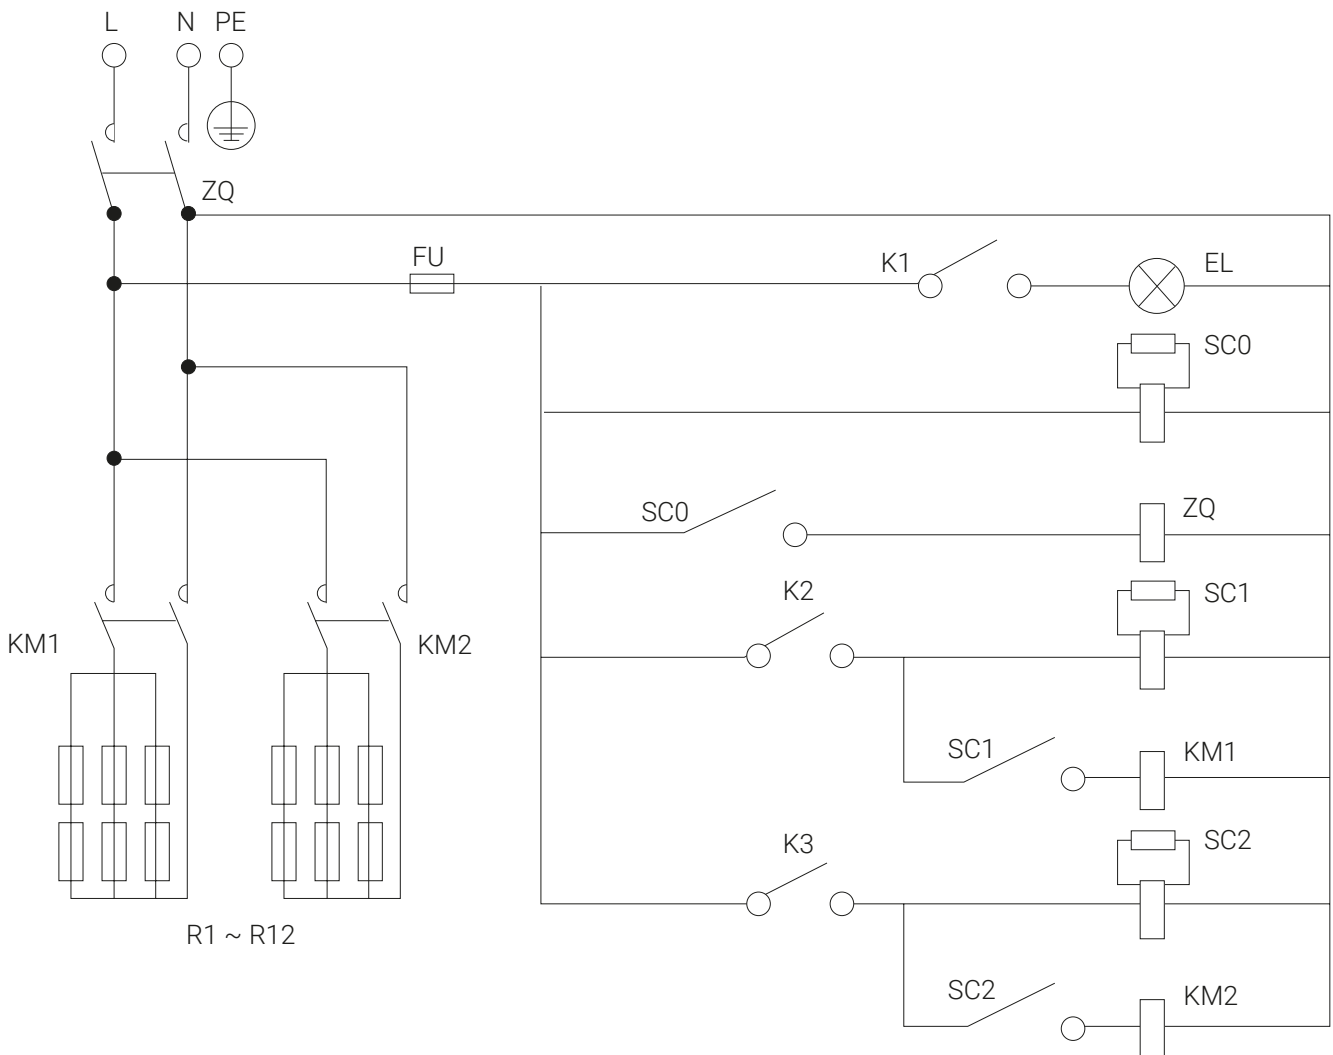 L N PE
ZQ
FU
K1
EL
SC0
SC0
ZQ
K2
SC1
KM1
KM2
SC1
KM1
K3
SC2
R1 ~ R12
SC2
KM2